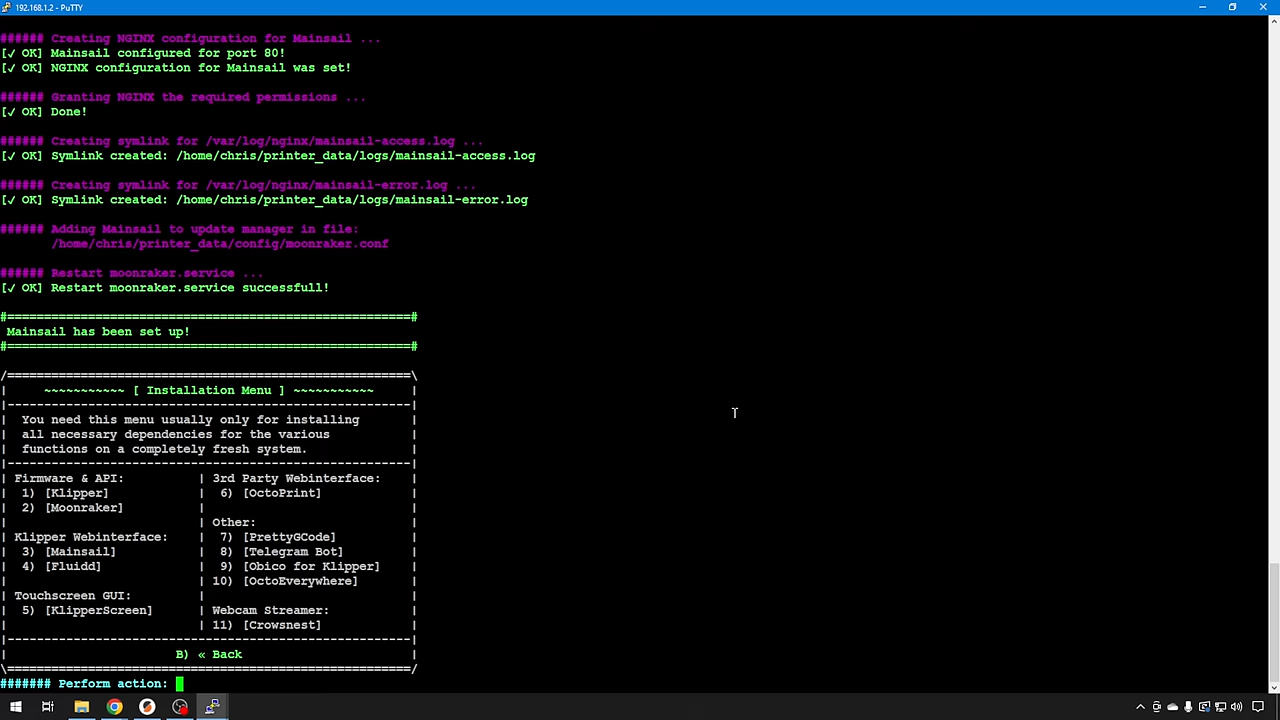 192.168.1.2 - PuTTY
###### Creating NGINX configuration for Mainsail ...
[✓ OK] Mainsail configured for port 80!
[✓ OK] NGINX configuration for Mainsail was set!
###### Granting NGINX the required permissions ...
[✓ OK] Done!
###### Creating symlink for /var/log/nginx/mainsail-access.log ...
[✓ OK] Symlink created: /home/chris/printer_data/logs/mainsail-access.log
###### Creating symlink for /var/log/nginx/mainsail-error.log ...
[✓ OK] Symlink created: /home/chris/printer_data/logs/mainsail-error.log
###### Adding Mainsail to update manager in file:
/home/chris/printer_data/config/moonraker.conf
###### Restart moonraker.service ...
[✓ OK] Restart moonraker.service successfull!
#=======================================================#
Mainsail has been set up!
#=======================================================#
/=======================================================\
| ~~~~~~~~~~~ [ Installation Menu ] ~~~~~~~~~~~ |
|-------------------------------------------------------|
| You need this menu usually only for installing |
| all necessary dependencies for the various |
| functions on a completely fresh system. |
|-------------------------------------------------------|
| Firmware & API: | 3rd Party Webinterface: |
| 1) [Klipper] | 6) [OctoPrint] |
| 2) [Moonraker] | |
| | Other: |
| Klipper Webinterface: | 7) [PrettyGCode] |
| 3) [Mainsail] | 8) [Telegram Bot] |
| 4) [Fluidd] | 9) [Obico for Klipper] |
| | 10) [OctoEverywhere] |
| Touchscreen GUI: | |
| 5) [KlipperScreen] | Webcam Streamer: |
| | 11) [Crowsnest] |
|-------------------------------------------------------|
| B) « Back |
\=======================================================/
####### Perform action: